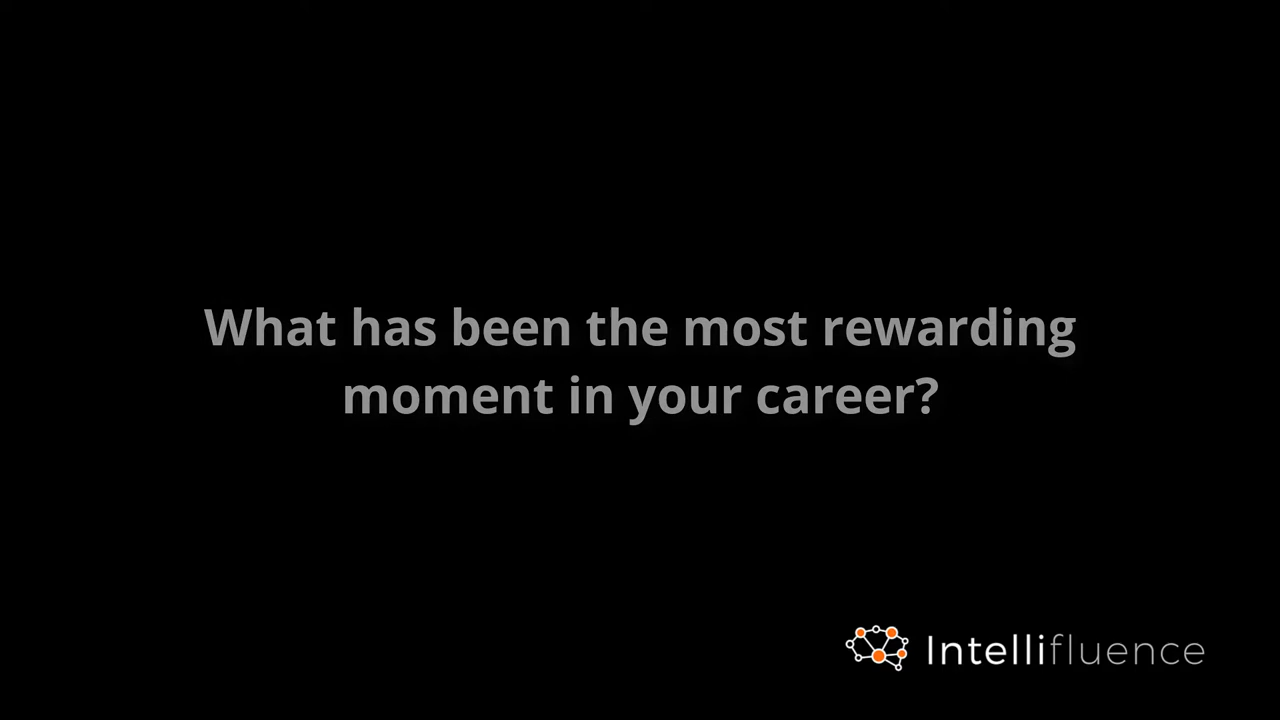 What has been the most rewarding
moment in your career?
Intellifluence